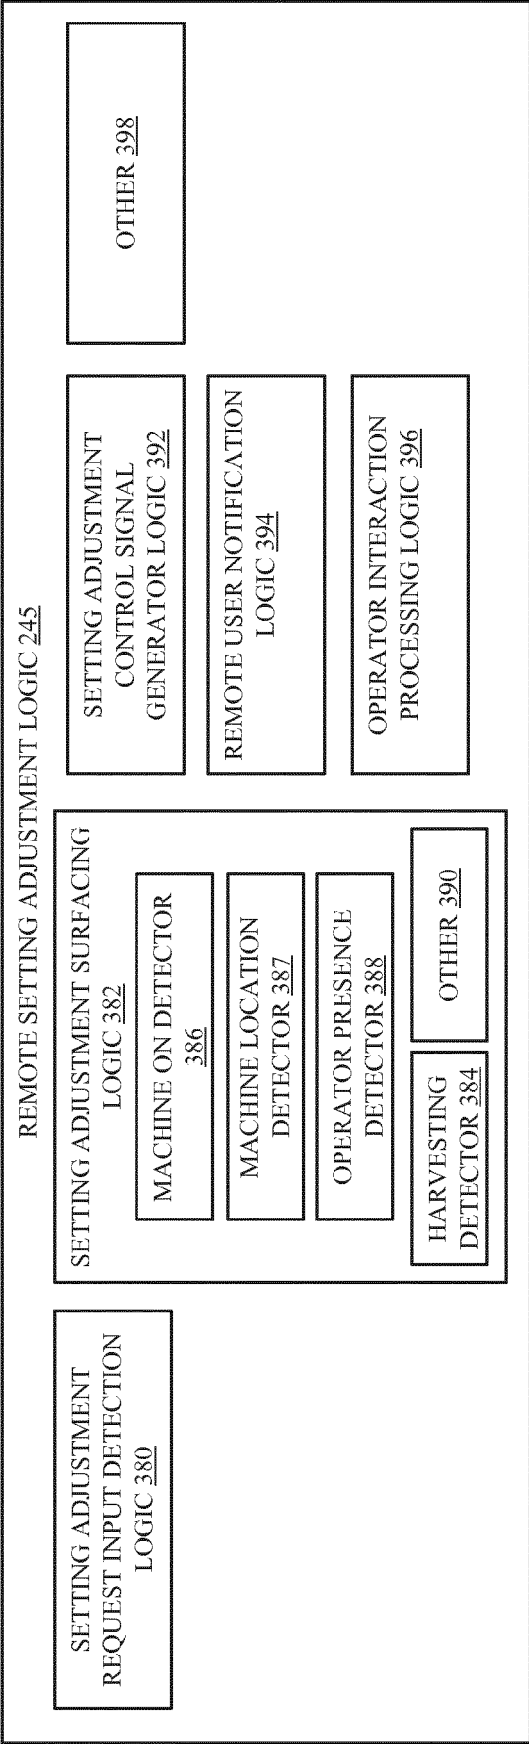 REMOTE SETTING ADJUSTMENT LOGIC 245
SETTING ADJUSTMENT
REQUEST INPUT DETECTION
LOGIC 380
SETTING ADJUSTMENT SURFACING
LOGIC 382
MACHINE ON DETECTOR
386
MACHINE LOCATION
DETECTOR 387
OPERATOR PRESENCE
DETECTOR 388
HARVESTING
DETECTOR 384
OTHER 390
SETTING ADJUSTMENT
CONTROL SIGNAL
GENERATOR LOGIC 392
REMOTE USER NOTIFICATION
LOGIC 394
OPERATOR INTERACTION
PROCESSING LOGIC 396
OTHER 398